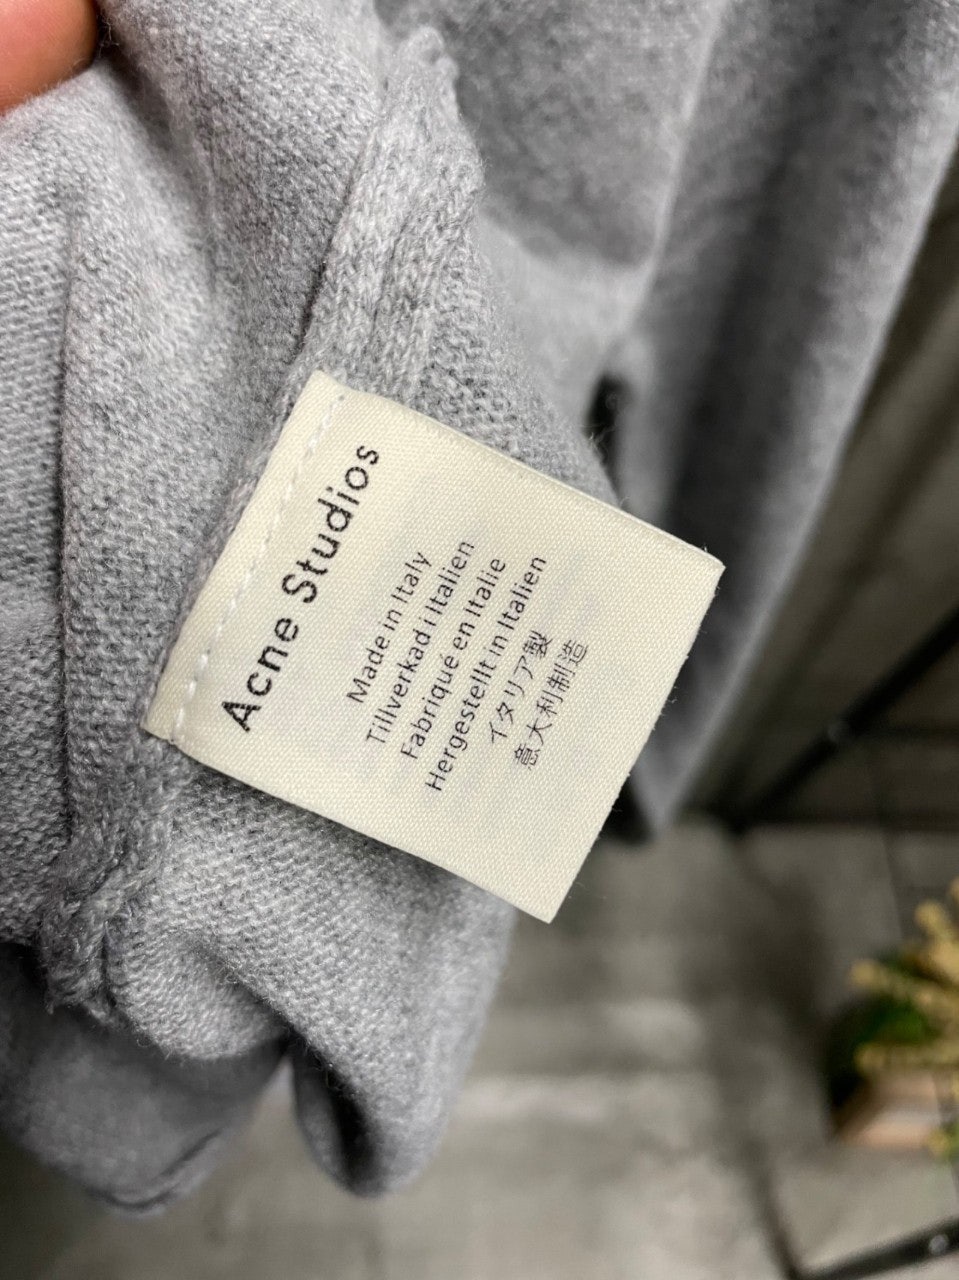 Acne Studios
Made in Italy
Tillverkad i Italien
Fabriqué en Italie
Hergestellt in Italien
イタリア製
意大利制造